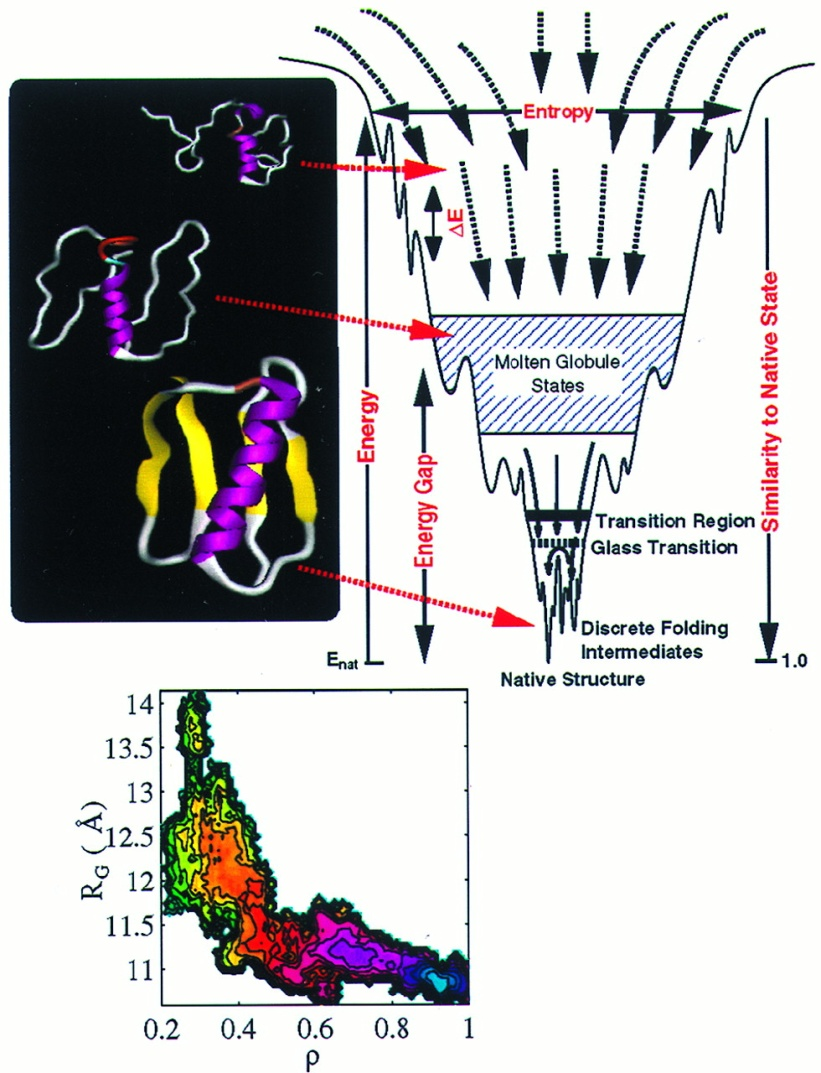 Entropy
ΔE
Molten Globule
States
Energy
Energy Gap
Similarity to Native State
Transition Region
Glass Transition
Discrete Folding
Intermediates
Enat
1.0
Native Structure
14
13.5
13
12.5
12
11.5
11
RG (Å)
0.2 0.4 0.6 0.8 1
ρ